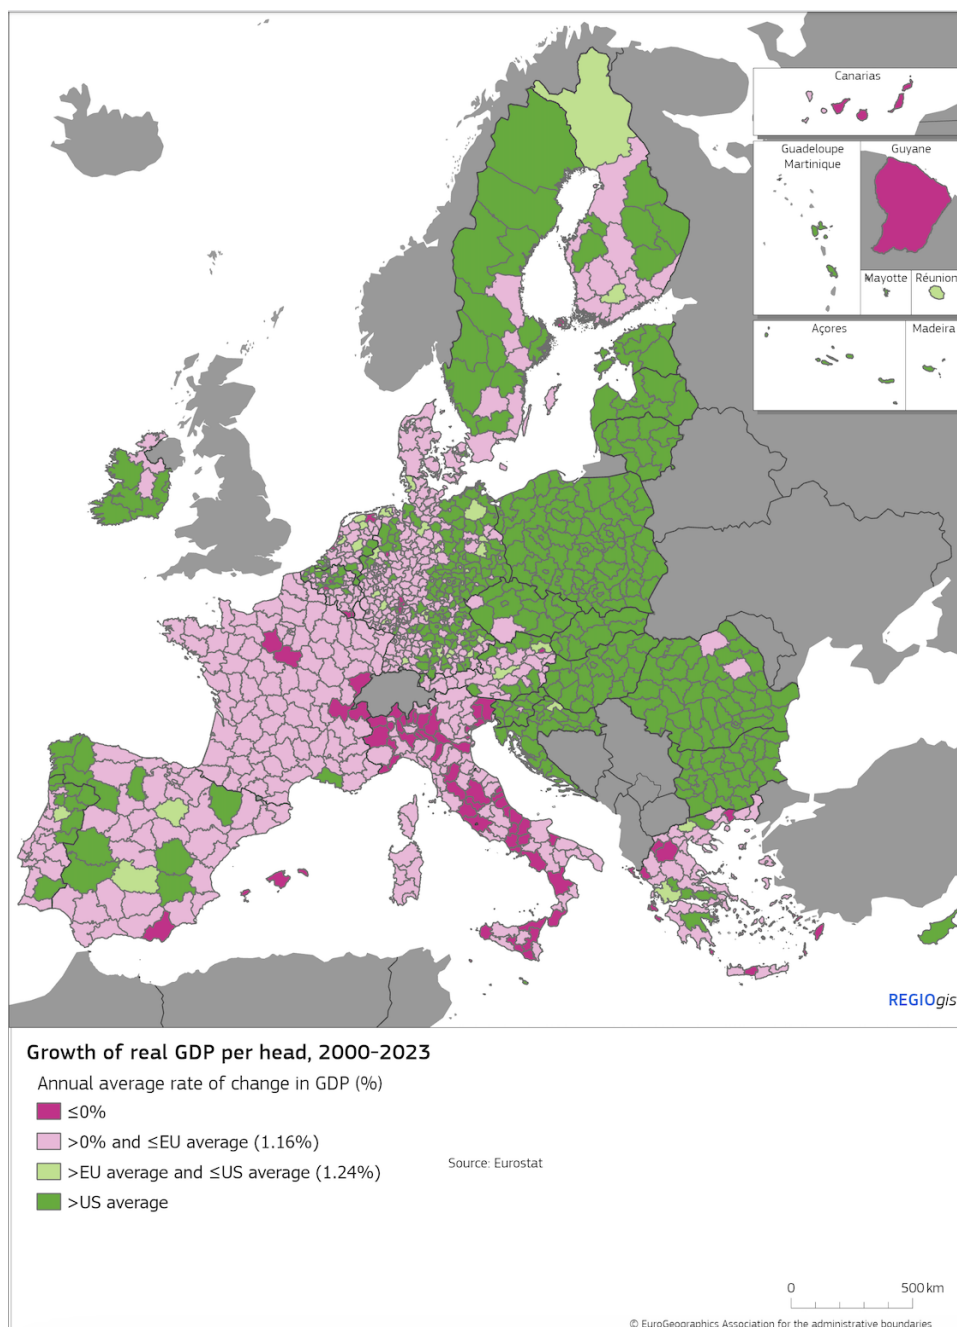 Canarias
Guadeloupe
Martinique
Guyane
Mayotte
Réunion
Açores
Madeira
REGIOgis
Growth of real GDP per head, 2000-2023
Annual average rate of change in GDP (%)
≤0%
>0% and ≤EU average (1.16%)
>EU average and ≤US average (1.24%)
>US average
Source: Eurostat
0 500 km
© EuroGeographics Association for the administrative boundaries